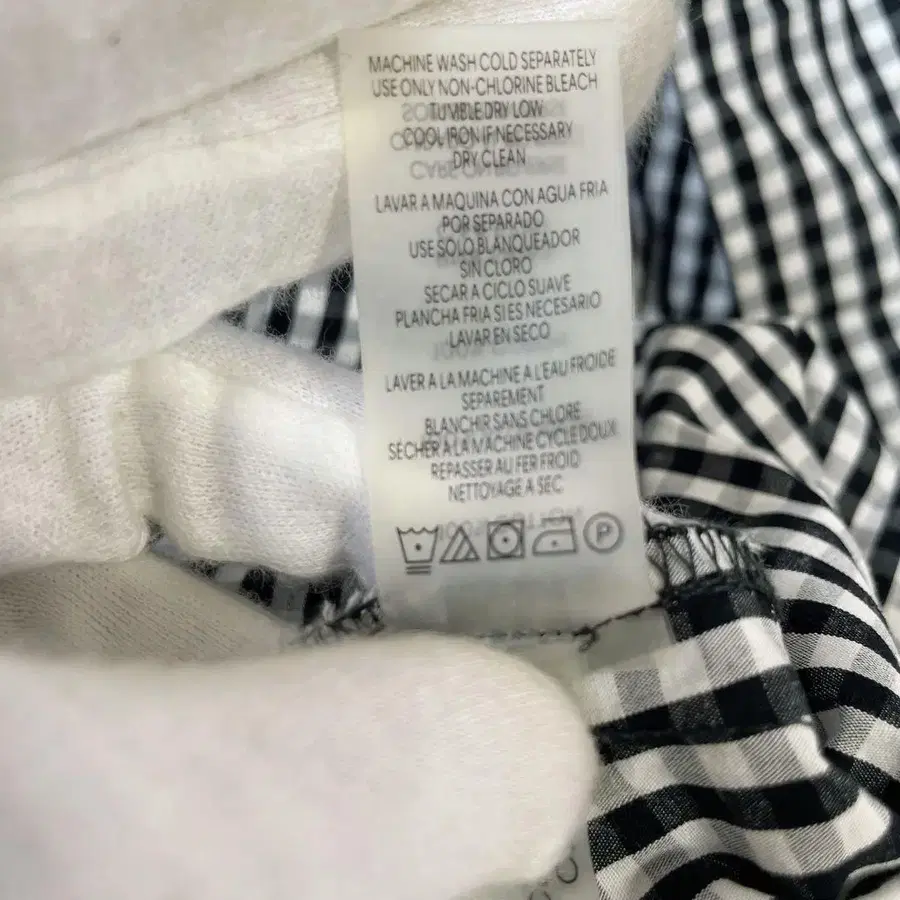 MACHINE WASH COLD SEPARATELY
USE ONLY NON-CHLORINE BLEACH
TUMBLE DRY LOW
COOL IRON IF NECESSARY
DRY CLEAN
LAVAR A MAQUINA CON AGUA FRIA
POR SEPARADO
USE SOLO BLANQUEADOR
SIN CLORO
SECAR A CICLO SUAVE
PLANCHA FRIA SI ES NECESARIO
LAVAR EN SECO
LAVER A LA MACHINE A L'EAU FROIDE
SEPAREMENT
BLANCHIR SANS CHLORE
SECHER A LA MACHINE CYCLE DOUX
REPASSER AU FER FROID
NETTOYAGE A SEC
P